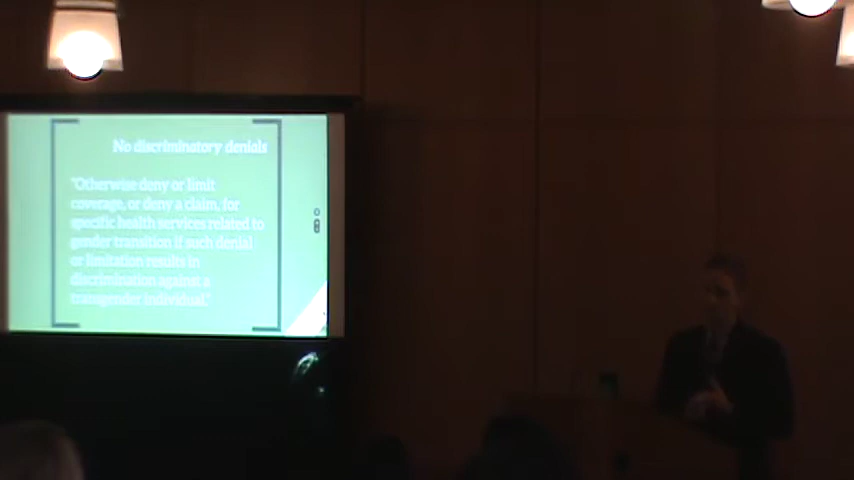 No discriminatory denials
"Otherwise deny or limit
coverage, or deny a claim, for
specific health services related to
gender transition if such denial
or limitation results in
discrimination against a
transgender individual."